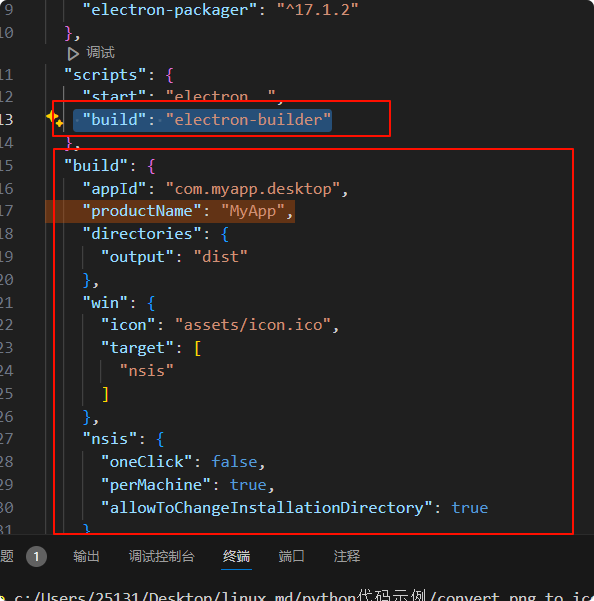 9 "electron-packager": "^17.1.2"
10 },
调试
11 "scripts": {
12 "start": "electron .",
13 "build": "electron-builder"
14 },
15 "build": {
16 "appId": "com.myapp.desktop",
17 "productName": "MyApp",
18 "directories": {
19 "output": "dist"
20 },
21 "win": {
22 "icon": "assets/icon.ico",
23 "target": [
24 "nsis"
25 ]
26 },
27 "nsis": {
28 "oneClick": false,
29 "perMachine": true,
30 "allowToChangeInstallationDirectory": true
31 }
题 1 输出 调试控制台 终端 端口 注释
c:/Users/25131/Desktop/linux md/python代码示例/convert png to ic